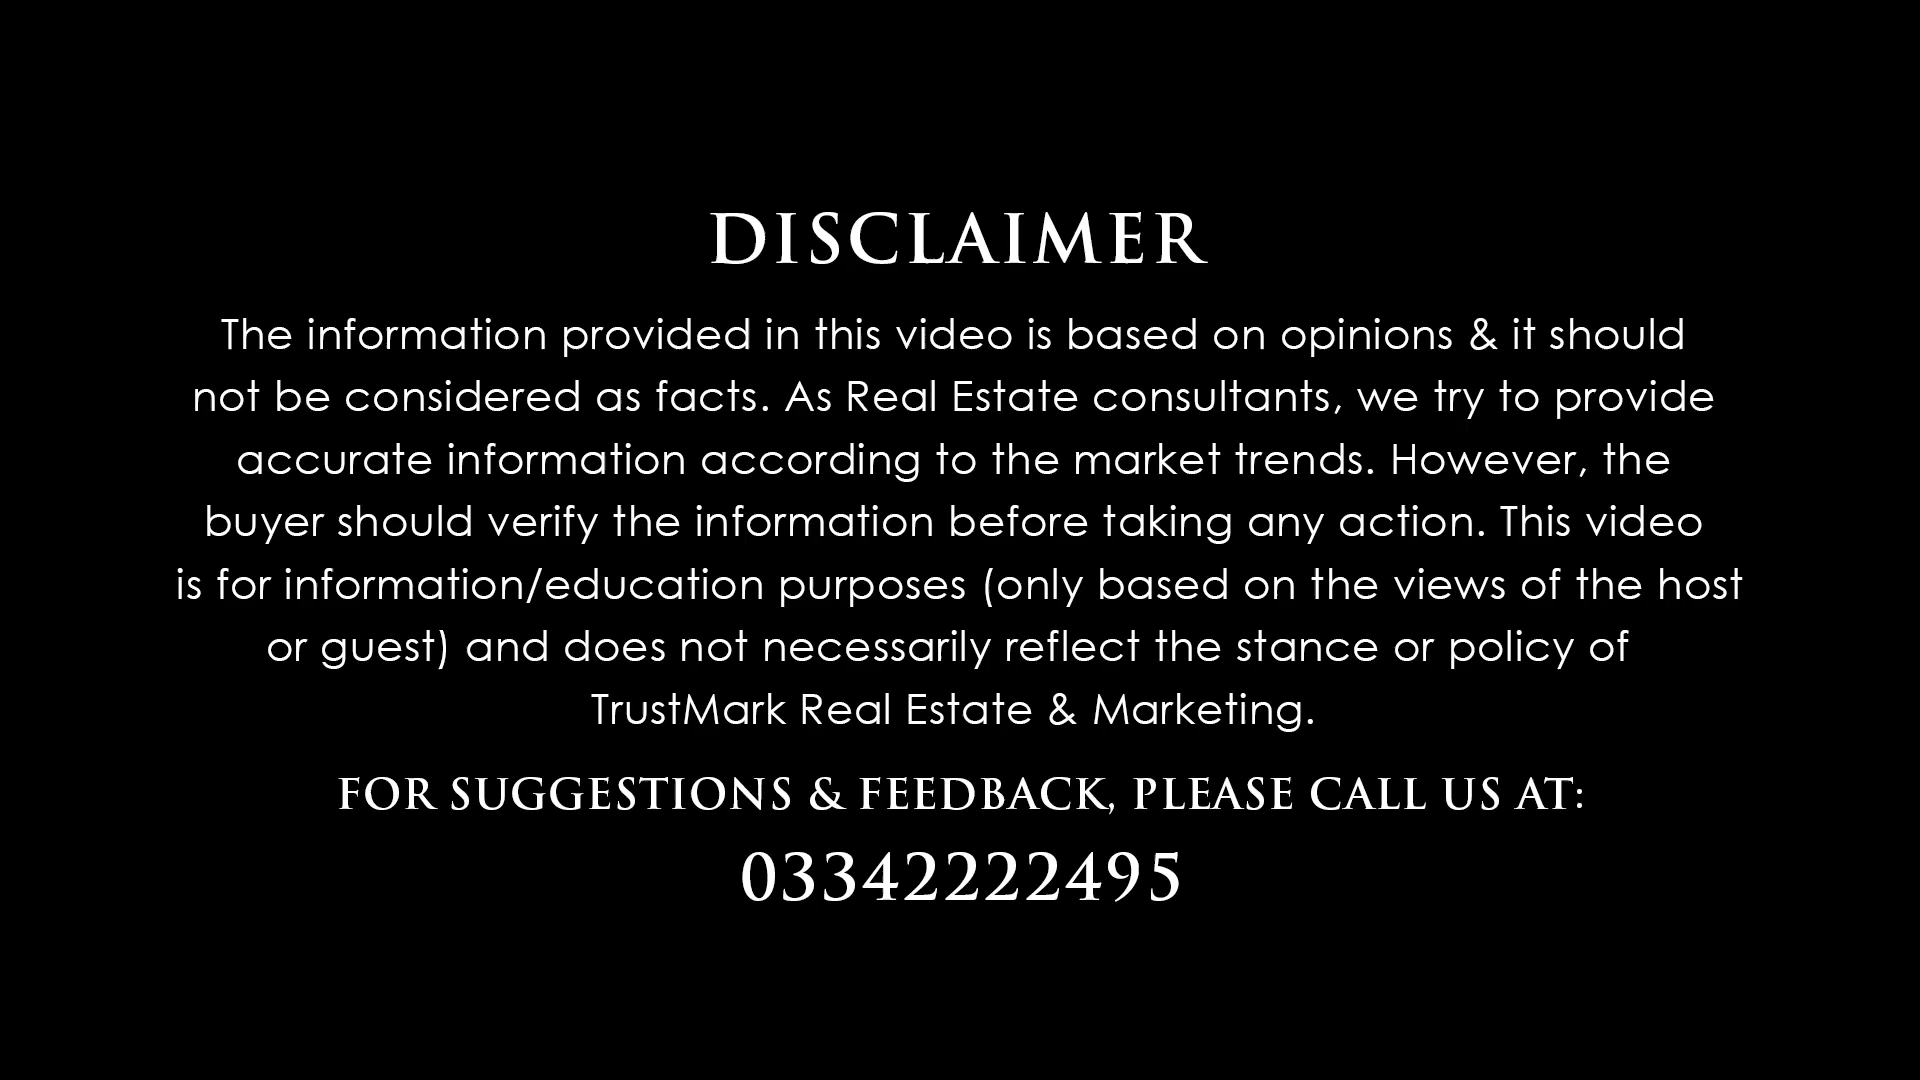 DISCLAIMER
The information provided in this video is based on opinions & it should
not be considered as facts. As Real Estate consultants, we try to provide
accurate information according to the market trends. However, the
buyer should verify the information before taking any action. This video
is for information/education purposes (only based on the views of the host
or guest) and does not necessarily reflect the stance or policy of
TrustMark Real Estate & Marketing.
FOR SUGGESTIONS & FEEDBACK, PLEASE CALL US AT:
03342222495